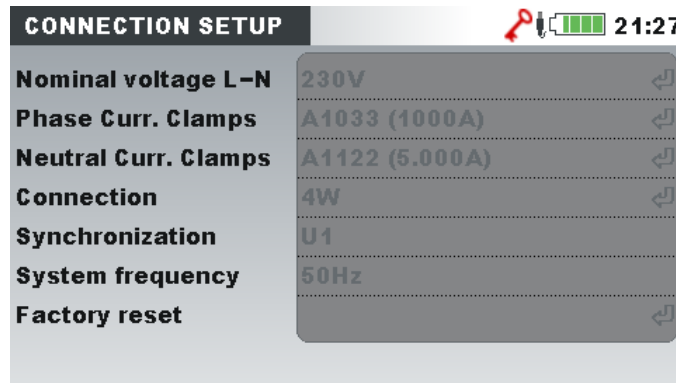 CONNECTION SETUP 21:27
Nominal voltage L-N 230V
Phase Curr. Clamps A1033 (1000A)
Neutral Curr. Clamps A1122 (5.000A)
Connection 4W
Synchronization U1
System frequency 50Hz
Factory reset